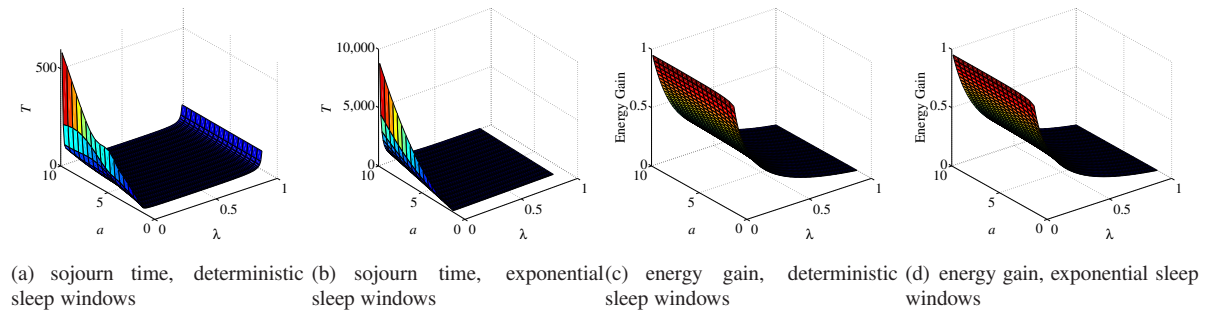 500
0
10
5
0
0
0.5
1
T
a
λ
10,000
5,000
0
10
5
0
0
0.5
1
T
a
λ
1
0.5
0
10
5
0
0
0.5
1
Energy Gain
a
λ
1
0.5
0
10
5
0
0
0.5
1
Energy Gain
a
λ
(a) sojourn time, deterministic
sleep windows
(b) sojourn time, exponential
sleep windows
(c) energy gain, deterministic
sleep windows
(d) energy gain, exponential sleep
windows